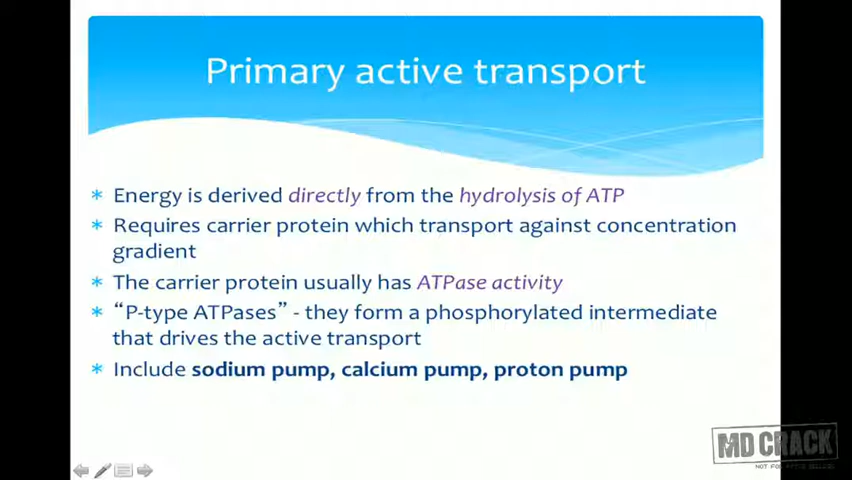 Primary active transport
* Energy is derived directly from the hydrolysis of ATP
* Requires carrier protein which transport against concentration
gradient
* The carrier protein usually has ATPase activity
* “P-type ATPases” - they form a phosphorylated intermediate
that drives the active transport
* Include sodium pump, calcium pump, proton pump
MD CRACK